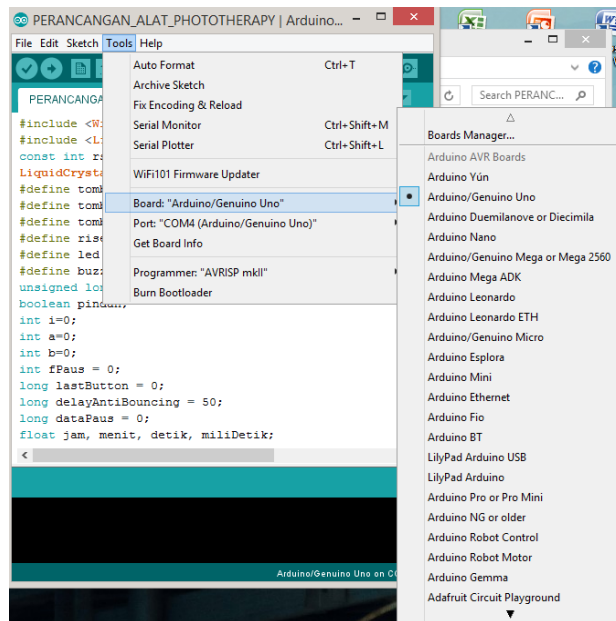 PERANCANGAN_ALAT_PHOTOTHERAPY | Arduino...
File Edit Sketch Tools Help
PERANCANGA
#include <Wi
#include <Li
const int rs
LiquidCrysta
#define tomb
#define tomb
#define tomb
#define rise
#define led
#define buzz
unsigned lon
boolean pindah;
int i=0;
int a=0;
int b=0;
int fPaus = 0;
long lastButton = 0;
long delayAntiBouncing = 50;
long dataPaus = 0;
float jam, menit, detik, miliDetik;
Arduino/Genuino Uno on CO
Auto Format Ctrl+T
Archive Sketch
Fix Encoding & Reload
Serial Monitor Ctrl+Shift+M
Serial Plotter Ctrl+Shift+L
WiFi101 Firmware Updater
Board: "Arduino/Genuino Uno"
Port: "COM4 (Arduino/Genuino Uno)"
Get Board Info
Programmer: "AVRISP mkII"
Burn Bootloader
Search PERANC...
Boards Manager...
Arduino AVR Boards
Arduino Yún
Arduino/Genuino Uno
Arduino Duemilanove or Diecimila
Arduino Nano
Arduino/Genuino Mega or Mega 2560
Arduino Mega ADK
Arduino Leonardo
Arduino Leonardo ETH
Arduino/Genuino Micro
Arduino Esplora
Arduino Mini
Arduino Ethernet
Arduino Fio
Arduino BT
LilyPad Arduino USB
LilyPad Arduino
Arduino Pro or Pro Mini
Arduino NG or older
Arduino Robot Control
Arduino Robot Motor
Arduino Gemma
Adafruit Circuit Playground